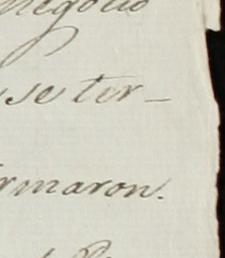 negocio
se ter-
rmaron.